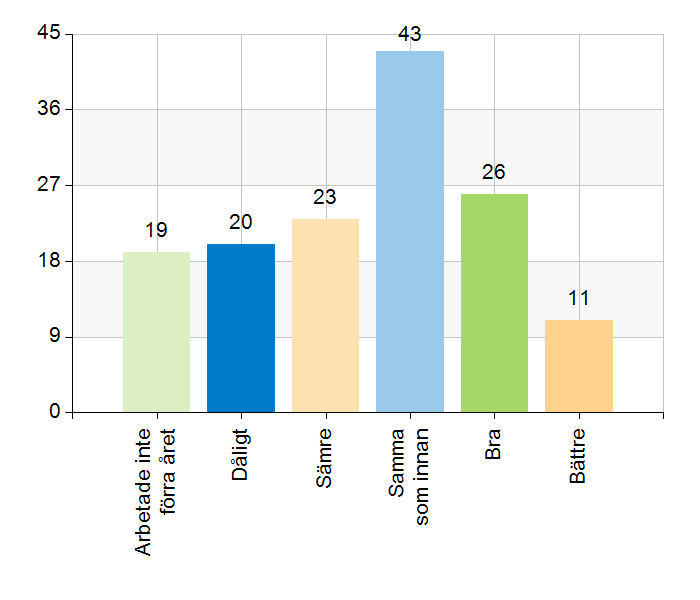 45
36
27
18
9
0
19
20
23
43
26
11
Arbetade inte
förra året
Dåligt
Sämre
Samma
som innan
Bra
Bättre